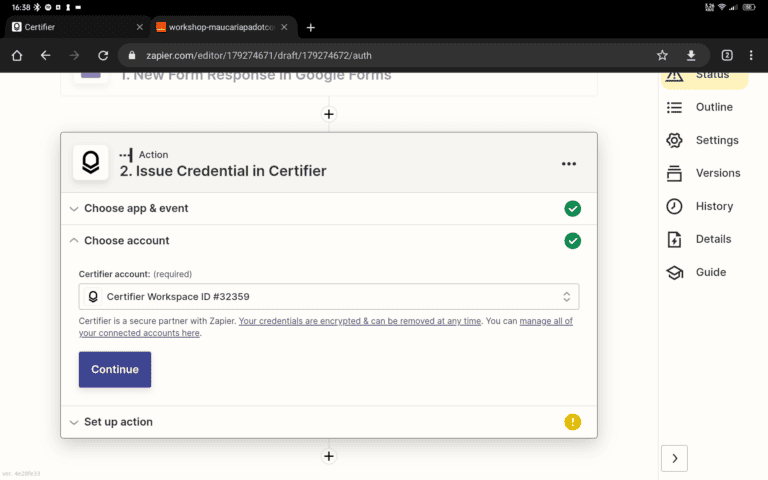 16:38
Certifier
workshop-maucariapadotcor
zapier.com/editor/179274671/draft/179274672/auth
2
1. New Form Response in Google Forms
Status
Outline
Settings
Versions
History
Details
Guide
Action
2. Issue Credential in Certifier
Choose app & event
Choose account
Certifier account: (required)
Certifier Workspace ID #32359
Certifier is a secure partner with Zapier. Your credentials are encrypted & can be removed at any time. You can manage all of
your connected accounts here.
Continue
Set up action